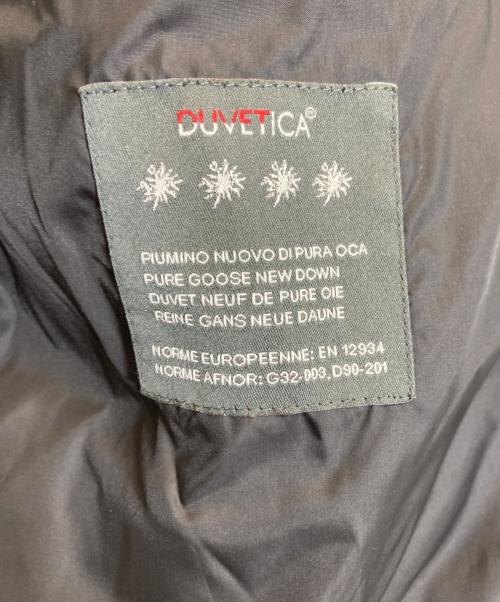 DUVETICA®
PIUMINO NUOVO DI PURA OCA
PURE GOOSE NEW DOWN
DUVET NEUF DE PURE OIE
REINE GANS NEUE DAUNE
NORME EUROPEENNE: EN 12934
NORME AFNOR: G32-003, D90-201